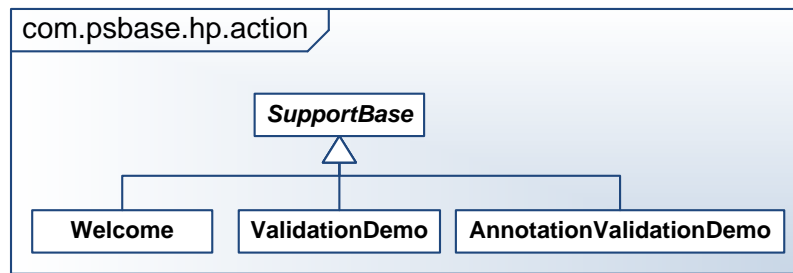 com.psbase.hp.action
SupportBase
Welcome
ValidationDemo
AnnotationValidationDemo